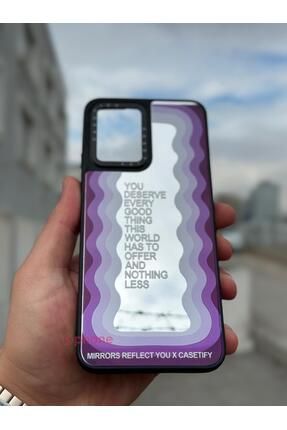 YOU
DESERVE
EVERY
GOOD
THING
THIS
WORLD
HAS TO
OFFER
AND
NOTHING
LESS
MIRRORS REFLECT YOU X CASETIFY